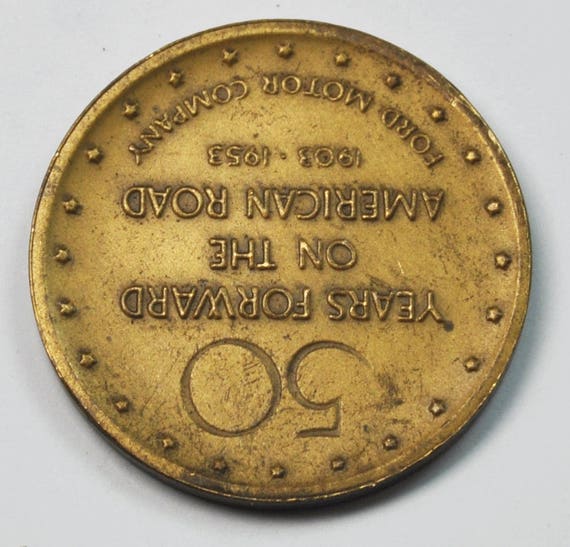 50
YEARS FORWARD
ON THE
AMERICAN ROAD
1903 · 1953
FORD MOTOR COMPANY